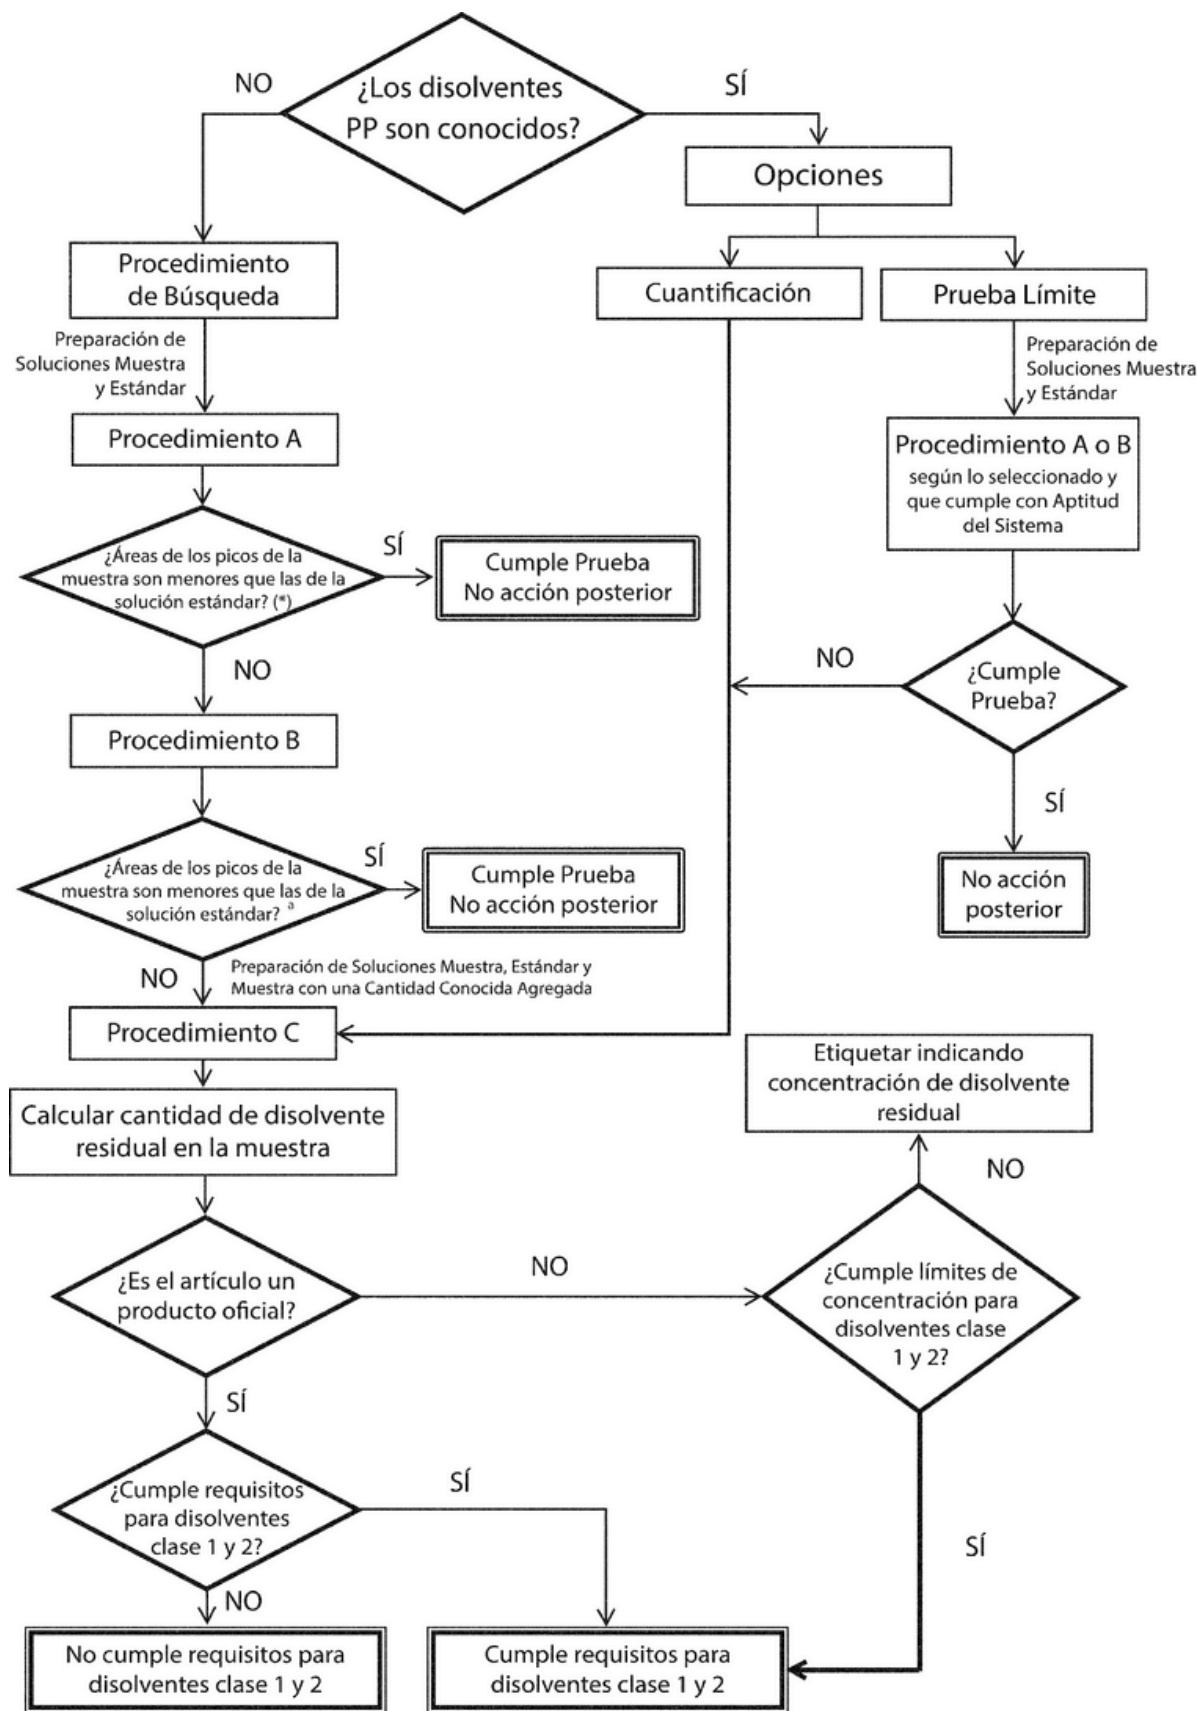 ¿Los disolventes
PP son conocidos?
NO
SÍ
Opciones
Procedimiento
de Búsqueda
Cuantificación
Prueba Límite
Preparación de
Soluciones Muestra
y Estándar
Preparación de
Soluciones Muestra
y Estándar
Procedimiento A
Procedimiento A o B
según lo seleccionado y
que cumple con Aptitud
del Sistema
¿Áreas de los picos de la
muestra son menores que las de la
solución estándar? (*)
SÍ
Cumple Prueba
No acción posterior
NO
NO
¿Cumple
Prueba?
Procedimiento B
SÍ
¿Áreas de los picos de la
muestra son menores que las de la
solución estándar? a
SÍ
Cumple Prueba
No acción posterior
No acción
posterior
NO
Preparación de Soluciones Muestra, Estándar y
Muestra con una Cantidad Conocida Agregada
Procedimiento C
Etiquetar indicando
concentración de disolvente
residual
Calcular cantidad de disolvente
residual en la muestra
NO
¿Es el artículo un
producto oficial?
NO
¿Cumple límites de
concentración para
disolventes clase
1 y 2?
SÍ
¿Cumple requisitos
para disolventes
clase 1 y 2?
SÍ
SÍ
NO
No cumple requisitos para
disolventes clase 1 y 2
Cumple requisitos para
disolventes clase 1 y 2